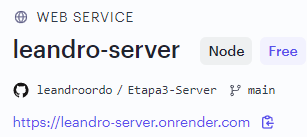 WEB SERVICE
leandro-server Node Free
leandroordo / Etapa3-Server main
https://leandro-server.onrender.com